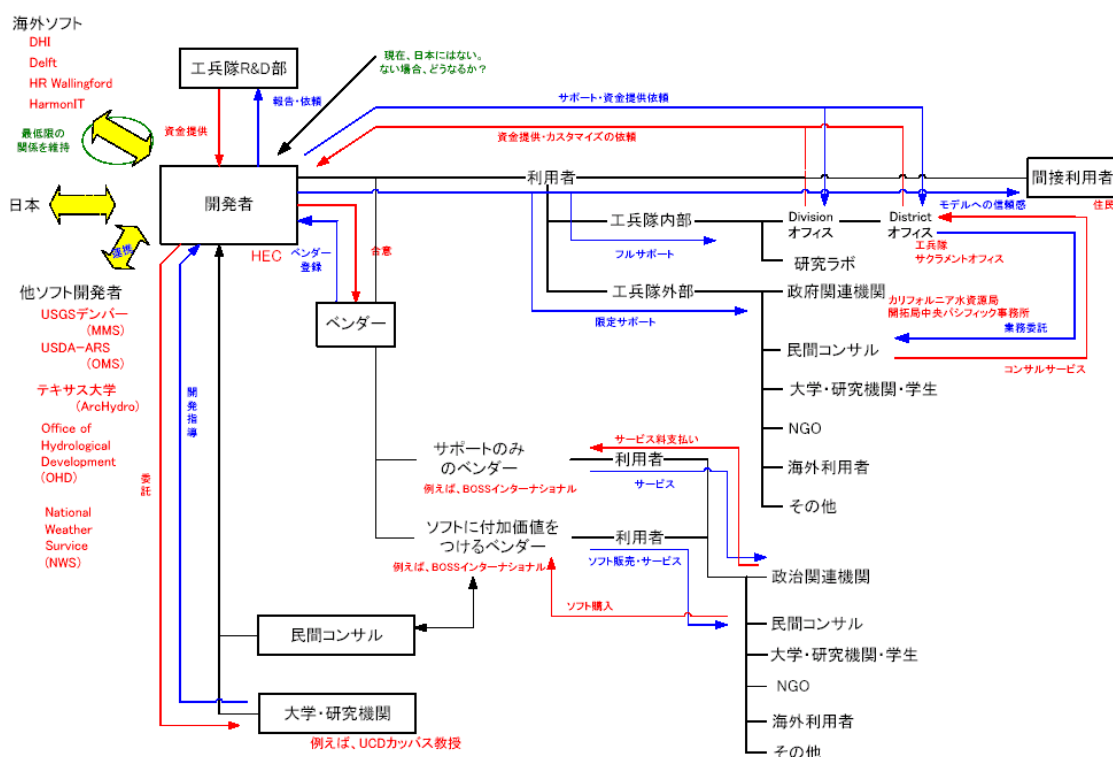 海外ソフト
DHI
Delft
HR Wallingford
HarmonIT
最低限の
関係を維持
日本
連携
他ソフト開発者
USGSデンバー
(MMS)
USDA-ARS
(OMS)
テキサス大学
(ArcHydro)
Office of
Hydrological
Development
(OHD)
National
Weather
Survice
(NWS)
工兵隊R&D部
資金提供
報告・依頼
現在、日本にはない。
ない場合、どうなるか？
開発者
HEC
ベンダー
登録
合意
ベンダー
委託
開発指導
サポート・資金提供依頼
資金提供・カスタマイズの依頼
利用者
間接利用者
住民
モデルへの信頼感
工兵隊内部
フルサポート
Division
オフィス
District
オフィス
工兵隊
サクラメントオフィス
研究ラボ
工兵隊外部
限定サポート
政府関連機関
カリフォルニア水資源局
開拓局中央パシフィック事務所
業務委託
民間コンサル
コンサルサービス
大学・研究機関・学生
NGO
海外利用者
その他
サポートのみ
のベンダー
例えば、BOSSインターナショナル
サービス料支払い
利用者
サービス
ソフトに付加価値を
つけるベンダー
例えば、BOSSインターナショナル
利用者
ソフト販売・サービス
ソフト購入
政治関連機関
民間コンサル
大学・研究機関・学生
NGO
海外利用者
その他
民間コンサル
大学・研究機関
例えば、UCDカッバス教授